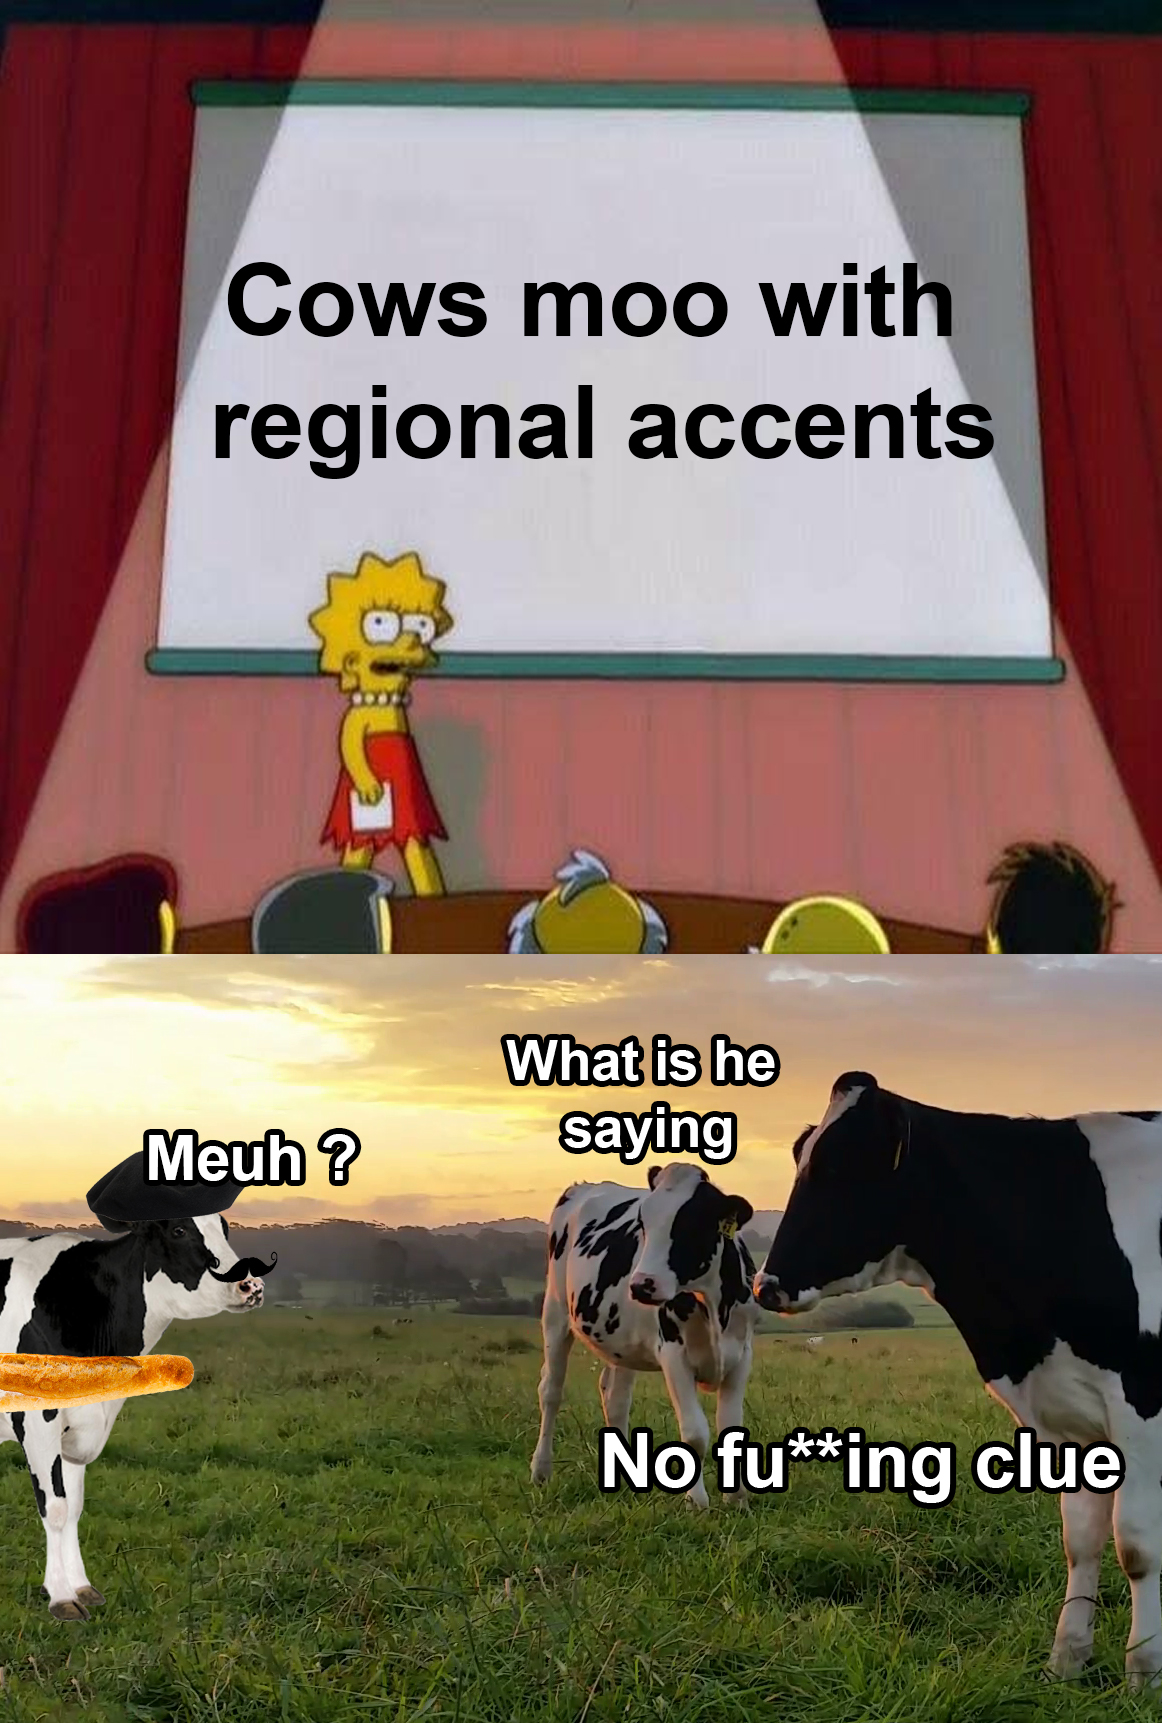 Cows moo with
regional accents
What is he
saying
Meuh ?
No fu**ing clue